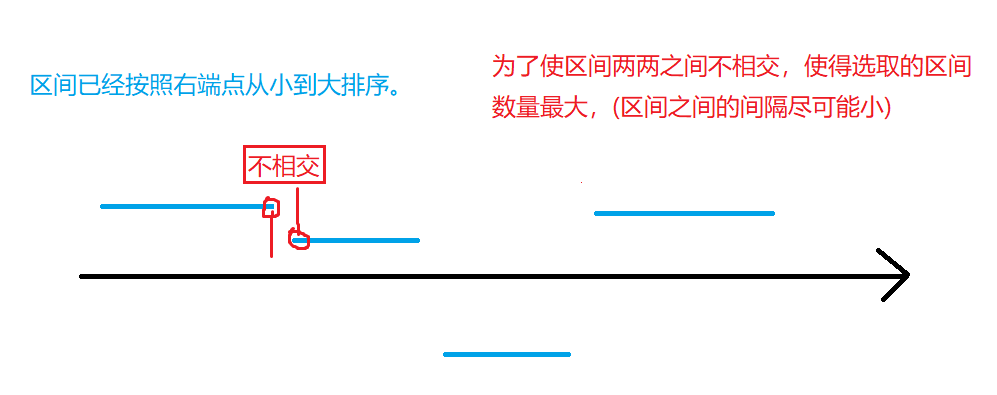 区间已经按照右端点从小到大排序。
为了使区间两两之间不相交，使得选取的区间
数量最大，(区间之间的间隔尽可能小)
不相交